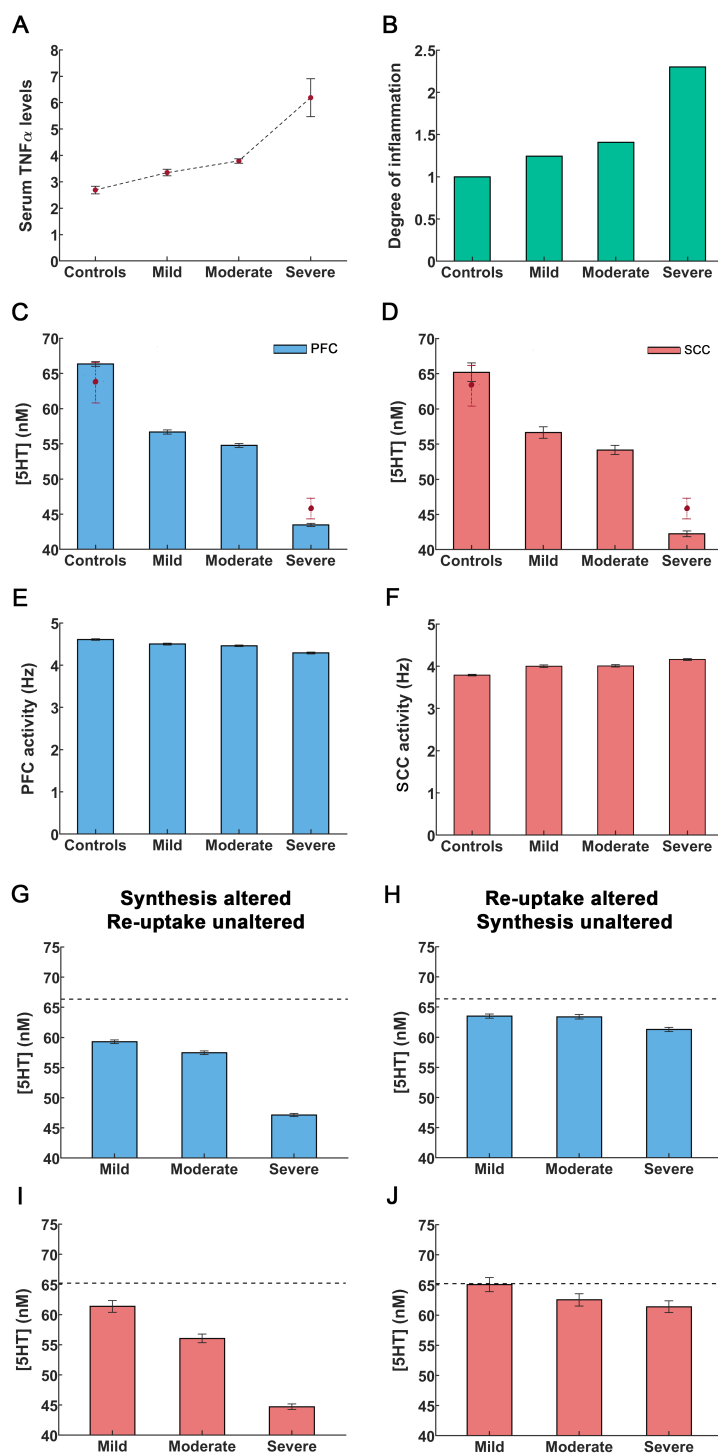 A
Serum TNFα levels
8
7
6
5
4
3
2
1
0
Controls Mild Moderate Severe
B
Degree of inflammation
2.5
2
1.5
1
0.5
0
Controls Mild Moderate Severe
C
[5HT] (nM)
PFC
70
65
60
55
50
45
40
Controls Mild Moderate Severe
D
[5HT] (nM)
SCC
70
65
60
55
50
45
40
Controls Mild Moderate Severe
E
PFC activity (Hz)
5
4
3
2
1
0
Controls Mild Moderate Severe
F
SCC activity (Hz)
5
4
3
2
1
0
Controls Mild Moderate Severe
G
Synthesis altered
Re-uptake unaltered
[5HT] (nM)
75
70
65
60
55
50
45
40
Mild Moderate Severe
H
Re-uptake altered
Synthesis unaltered
[5HT] (nM)
75
70
65
60
55
50
45
40
Mild Moderate Severe
I
[5HT] (nM)
75
70
65
60
55
50
45
40
Mild Moderate Severe
J
[5HT] (nM)
75
70
65
60
55
50
45
40
Mild Moderate Severe